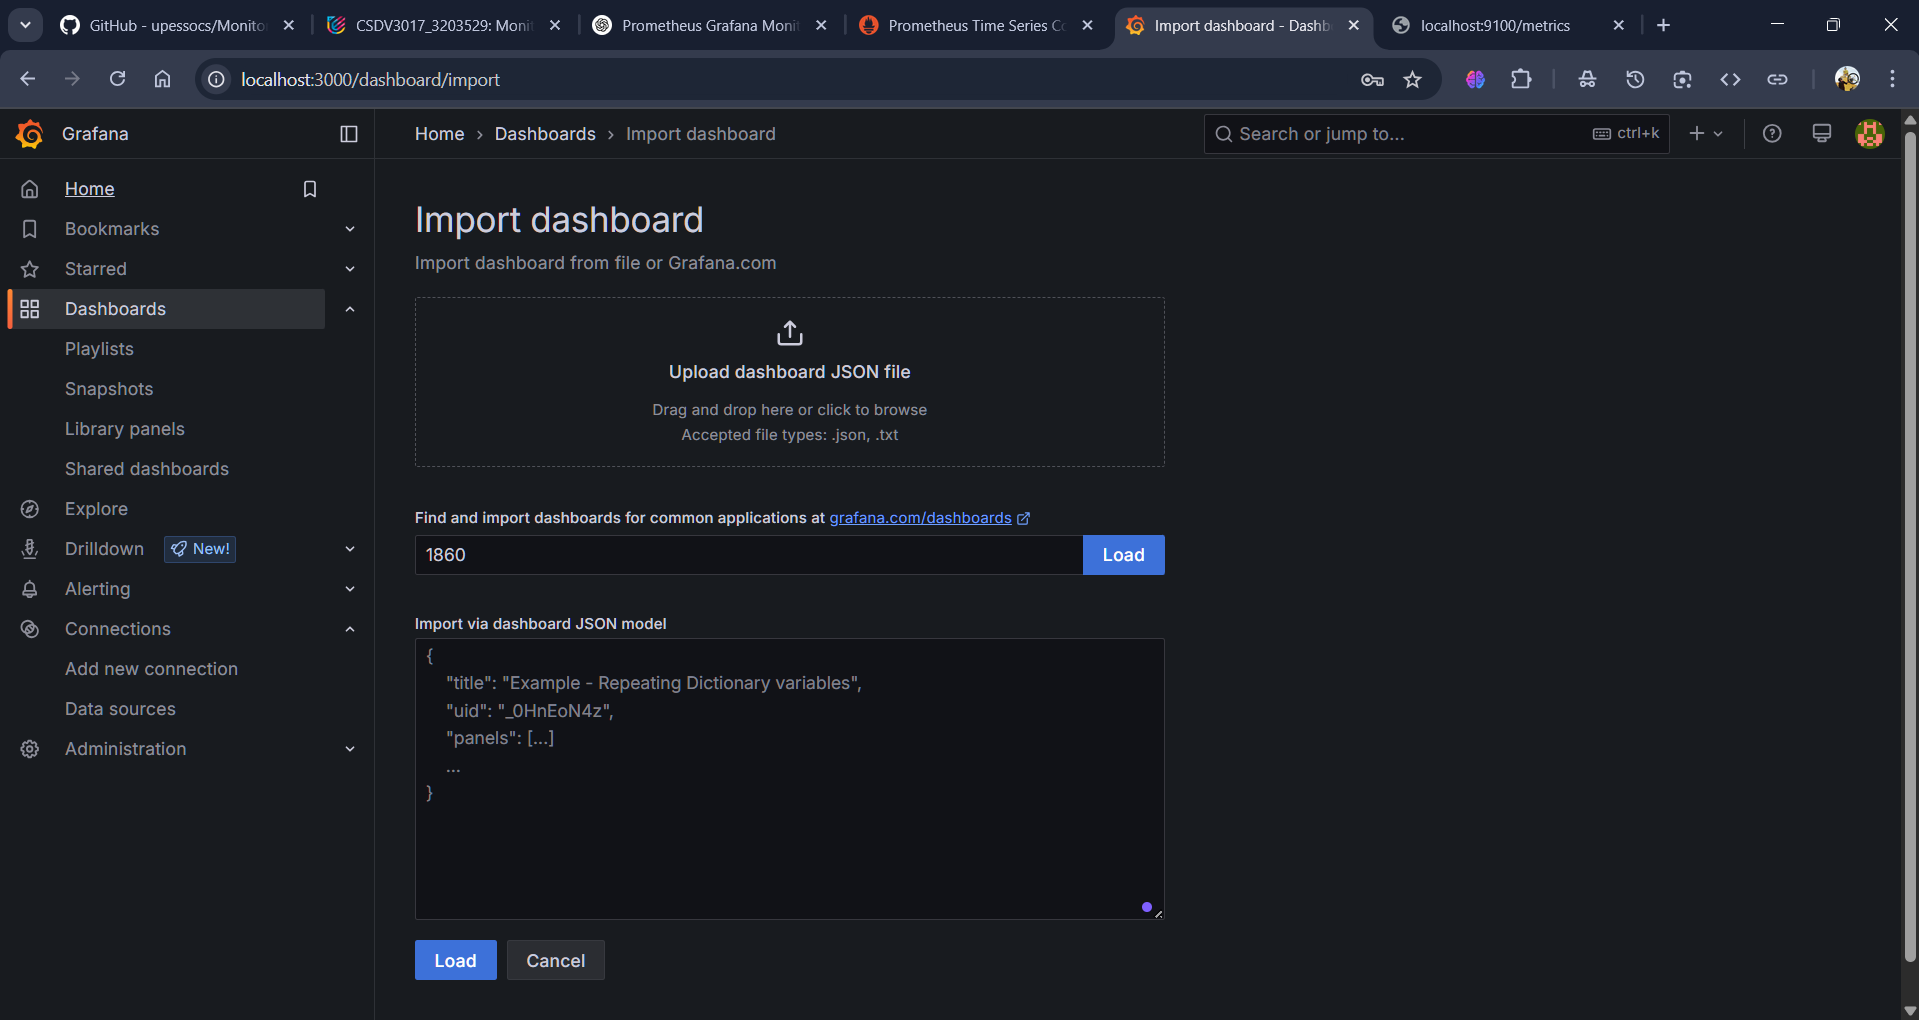 GitHub - upessocs/Monito
CSDV3017_3203529: Moni
Prometheus Grafana Monit
Prometheus Time Series Co
Import dashboard - Dashb
localhost:9100/metrics
localhost:3000/dashboard/import
Grafana
Home › Dashboards › Import dashboard
Search or jump to...
ctrl+k
Home
Bookmarks
Starred
Dashboards
Playlists
Snapshots
Library panels
Shared dashboards
Explore
Drilldown New!
Alerting
Connections
Add new connection
Data sources
Administration
Import dashboard
Import dashboard from file or Grafana.com
Upload dashboard JSON file
Drag and drop here or click to browse
Accepted file types: .json, .txt
Find and import dashboards for common applications at grafana.com/dashboards
1860
Load
Import via dashboard JSON model
{
"title": "Example - Repeating Dictionary variables",
"uid": "_0HnEoN4z",
"panels": [...]
...
}
Load
Cancel